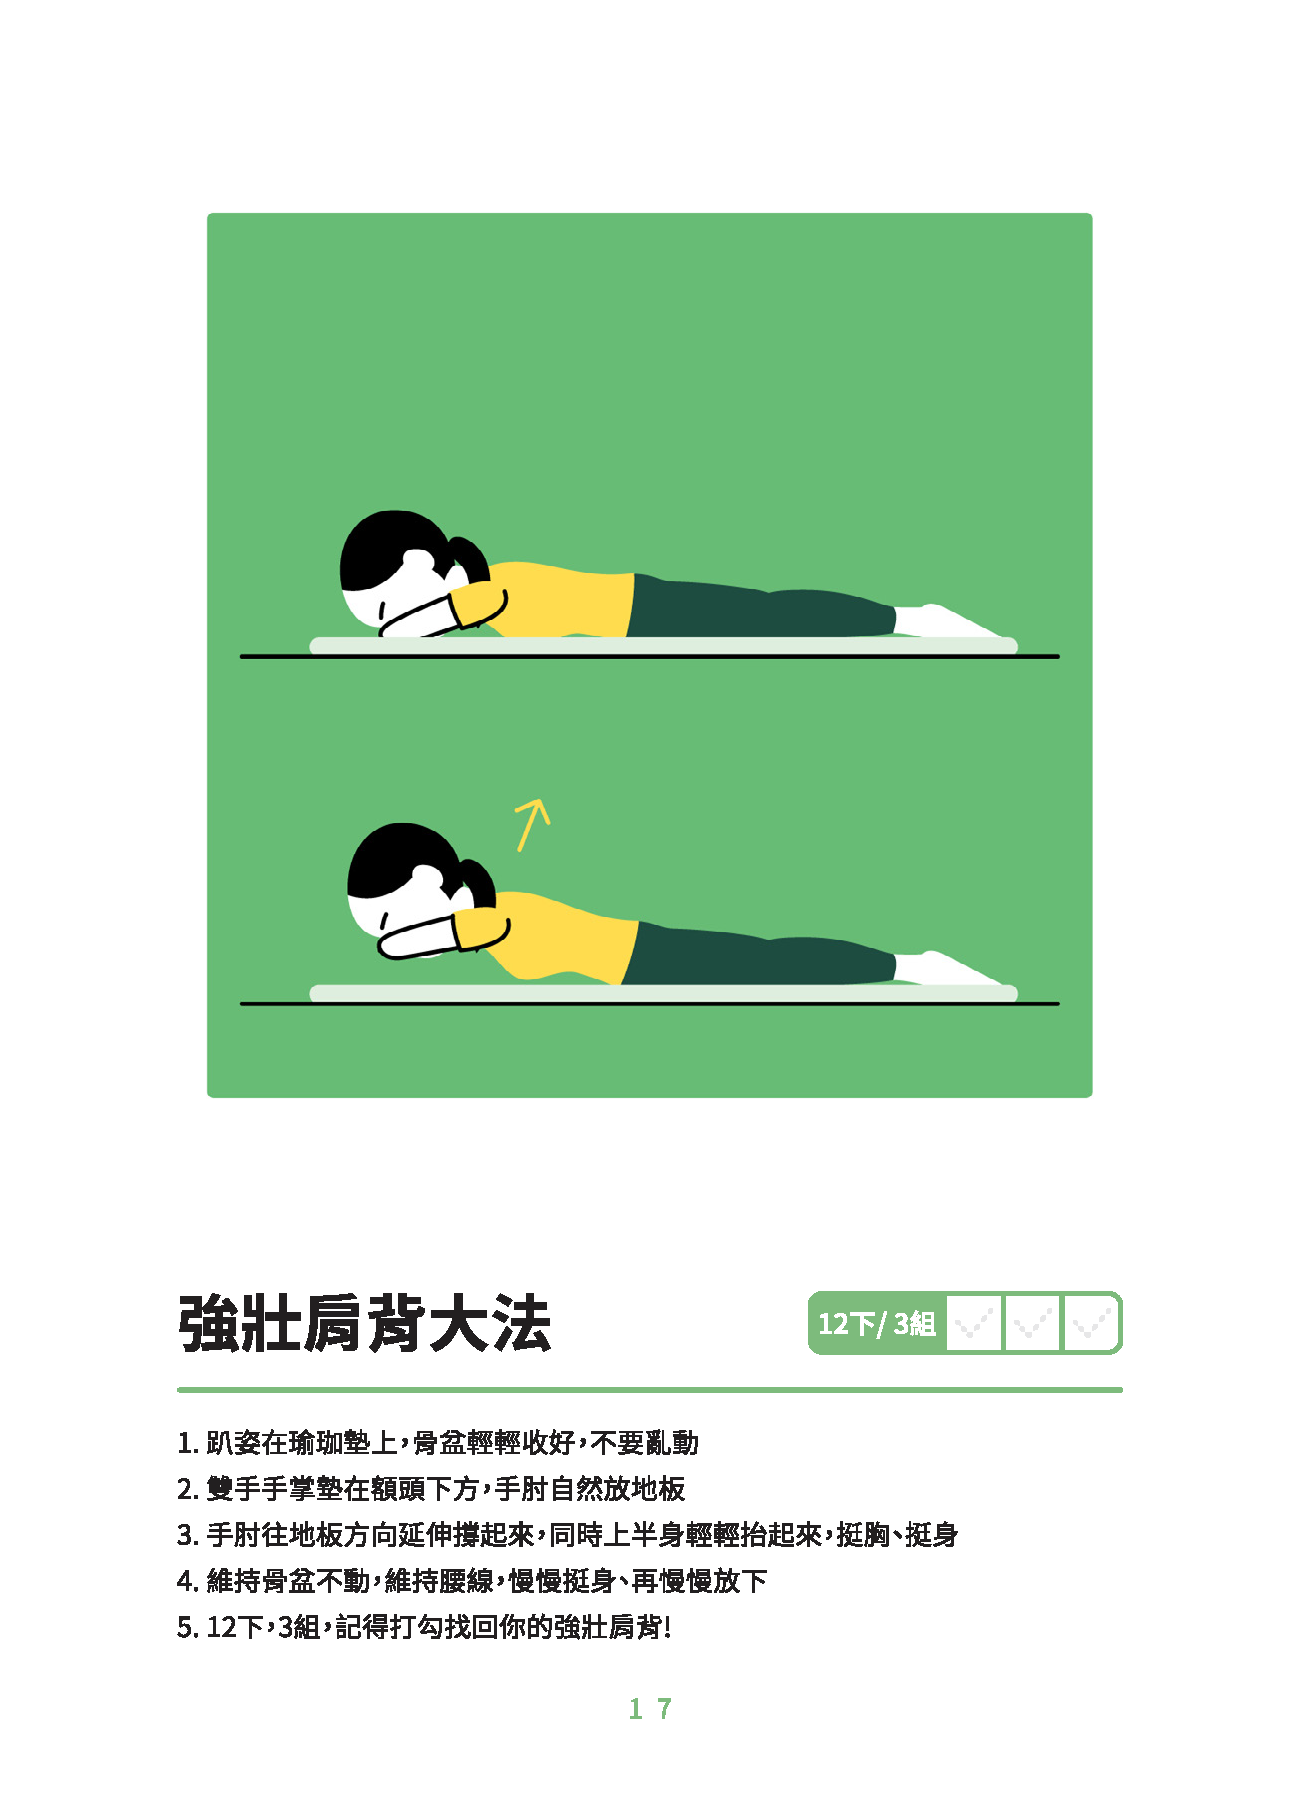 強壯肩背大法
12下/ 3組
1. 趴姿在瑜珈墊上，骨盆輕輕收好，不要亂動
2. 雙手手掌墊在額頭下方，手肘自然放地板
3. 手肘往地板方向延伸撐起來，同時上半身輕輕抬起來，挺胸、挺身
4. 維持骨盆不動，維持腰線，慢慢挺身、再慢慢放下
5. 12下，3組，記得打勾找回你的強壯肩背!
17